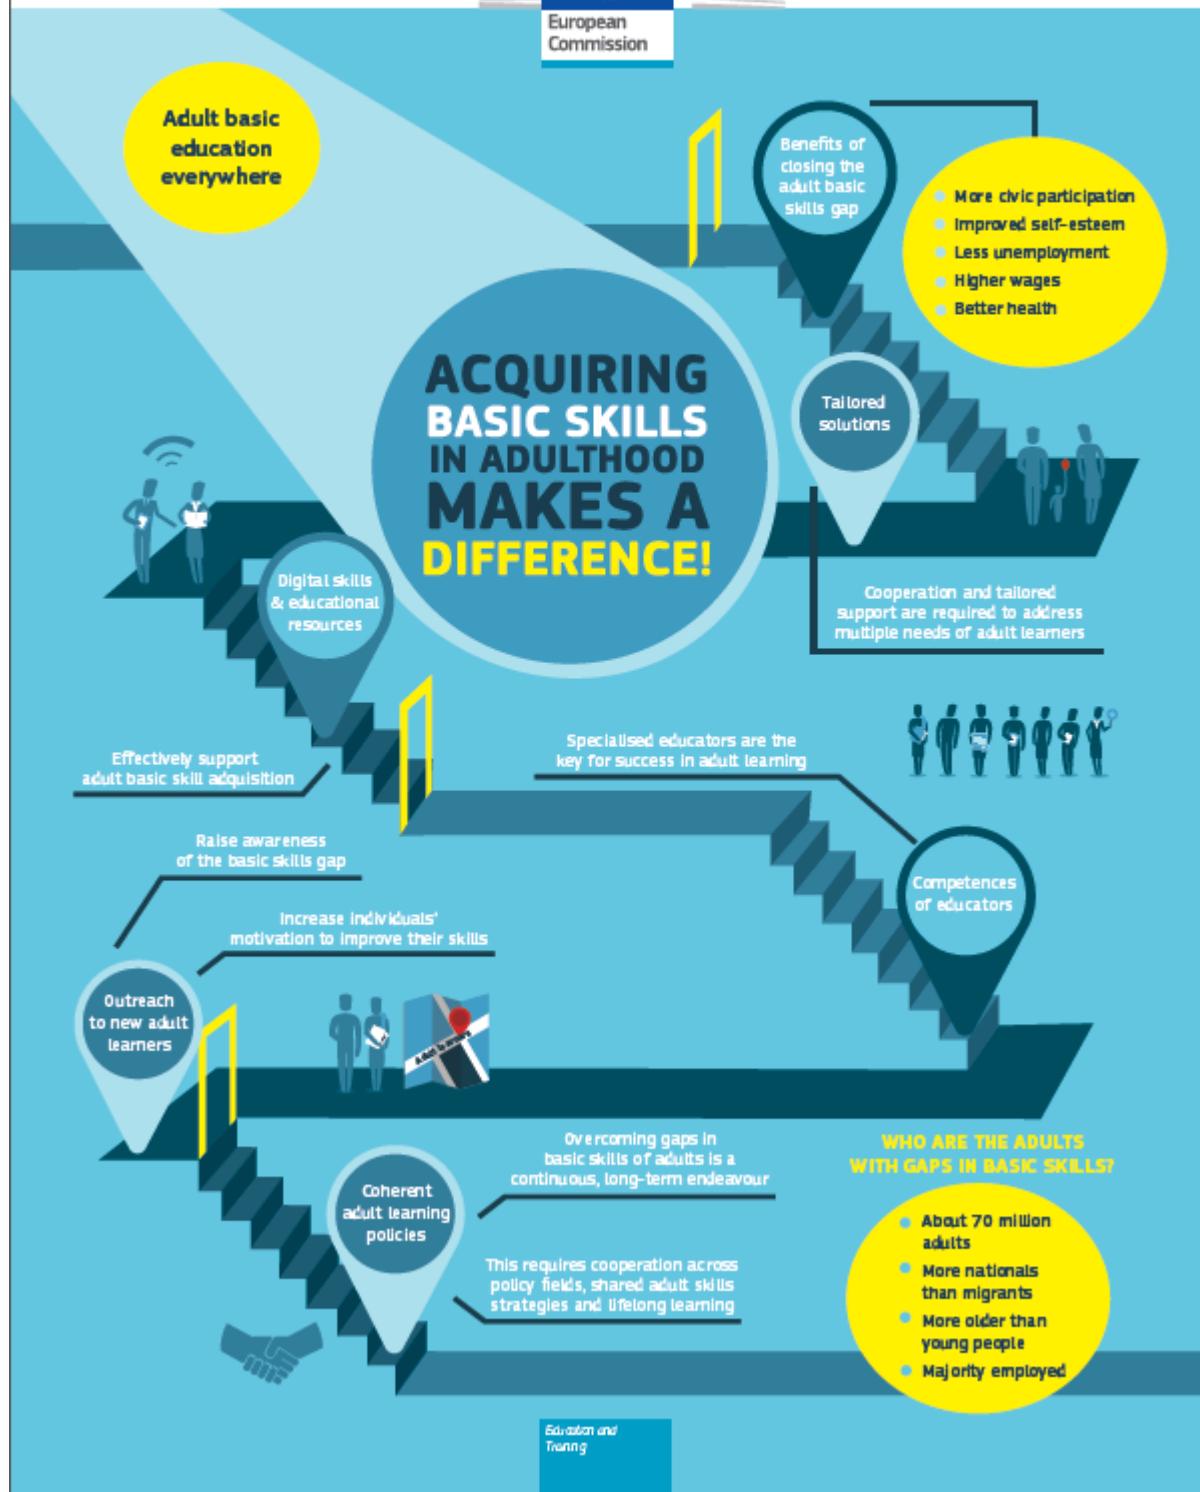 European
Commission
Adult basic
education
everywhere
Benefits of
closing the
adult basic
skills gap
More civic participation
Improved self-esteem
Less unemployment
Higher wages
Better health
ACQUIRING
BASIC SKILLS
IN ADULTHOOD
MAKES A
DIFFERENCE!
Tailored
solutions
Digital skills
& educational
resources
Cooperation and tailored
support are required to address
multiple needs of adult learners
Effectively support
adult basic skill adquisition
Specialised educators are the
key for success in adult learning
Raise awareness
of the basic skills gap
Competences
of educators
Increase individuals'
motivation to improve their skills
Outreach
to new adult
learners
Coherent
adult learning
policies
Overcoming gaps in
basic skills of adults is a
continuous, long-term endeavour
This requires cooperation across
policy fields, shared adult skills
strategies and lifelong learning
WHO ARE THE ADULTS
WITH GAPS IN BASIC SKILLS?
About 70 million
adults
More nationals
than migrants
More older than
young people
Majority employed
Education and
Training